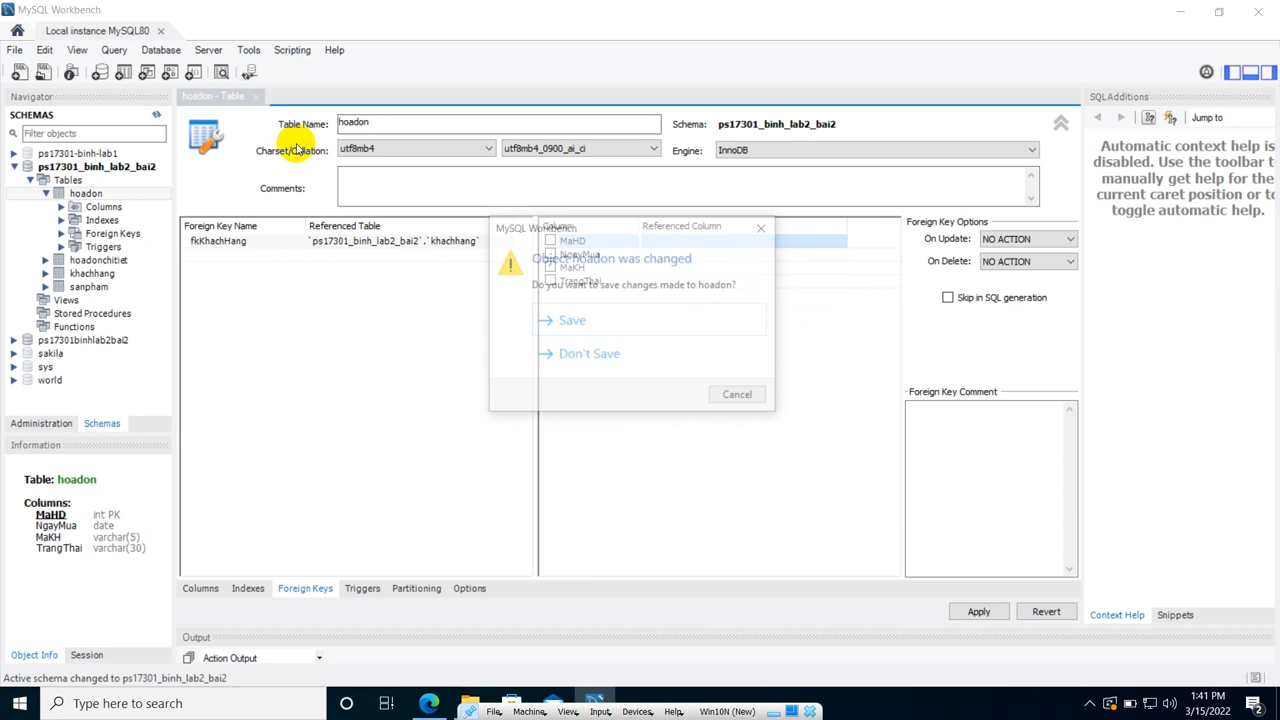 MySQL Workbench
Local instance MySQL80
File Edit View Query Database Server Tools Scripting Help
Navigator
SCHEMAS
Filter objects
ps17301-binh-lab1
ps17301_binh_lab2_bai2
Tables
hoadon
Columns
Indexes
Foreign Keys
Triggers
hoadonchitiet
khachhang
sanpham
Views
Stored Procedures
Functions
ps17301binhlab2bai2
sakila
sys
world
Administration Schemas
Information
Table: hoadon
Columns:
MaHD int PK
NgayMua date
MaKH varchar(5)
TrangThai varchar(30)
Object Info Session
hoadon - Table
Table Name: hoadon Schema: ps17301_binh_lab2_bai2
Charset/Collation: utf8mb4 utf8mb4_0900_ai_ci Engine: InnoDB
Comments:
Foreign Key Name Referenced Table
fkKhachHang `ps17301_binh_lab2_bai2`.`khachhang`
Column Referenced Column
MaHD
NgayMua
MaKH
TrangThai
MySQL Workbench
Object hoadon was changed
Do you want to save changes made to hoadon?
Save
Don't Save
Cancel
Foreign Key Options
On Update: NO ACTION
On Delete: NO ACTION
Skip in SQL generation
Foreign Key Comment
Columns Indexes Foreign Keys Triggers Partitioning Options
Apply Revert
Output
Action Output
SQLAdditions
Jump to
Automatic context help is
disabled. Use the toolbar t
manually get help for the
current caret position or to
toggle automatic help.
Context Help Snippets
Active schema changed to ps17301_binh_lab2_bai2
Type here to search
File Machine View Input Devices Help Win10N (New)
1:41 PM
3/15/2022
2